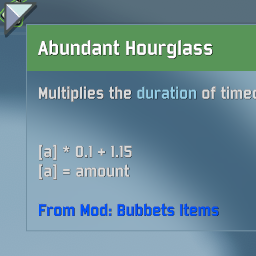 Abundant Hourglass
Multiplies the duration of timed
[a] * 0.1 + 1.15
[a] = amount
From Mod: Bubbets Items